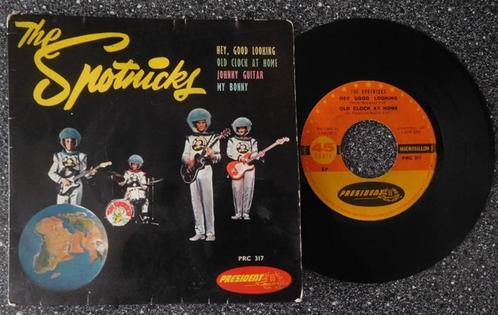 The
Spotnicks
HEY, GOOD LOOKING
OLD CLOCK AT HOME
JOHNNY GUITAR
MY BONNY
PRC 317
PRESIDENT
THE SPOTNICKS
HEY GOOD LOOKING
OLD CLOCK AT HOME
45
EP
MICROSILLON
PRC 317
PRESIDENT